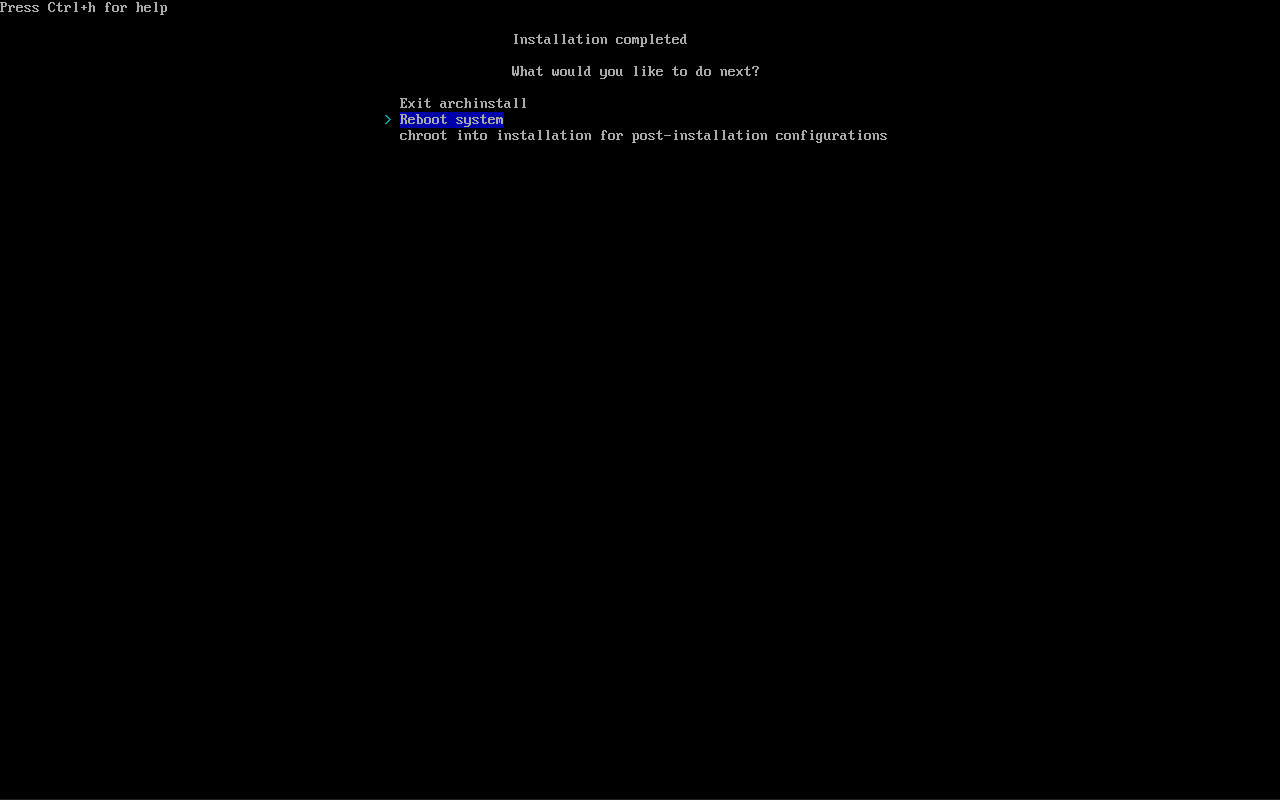 Press Ctrl+h for help
Installation completed
What would you like to do next?
Exit archinstall
> Reboot system
chroot into installation for post-installation configurations